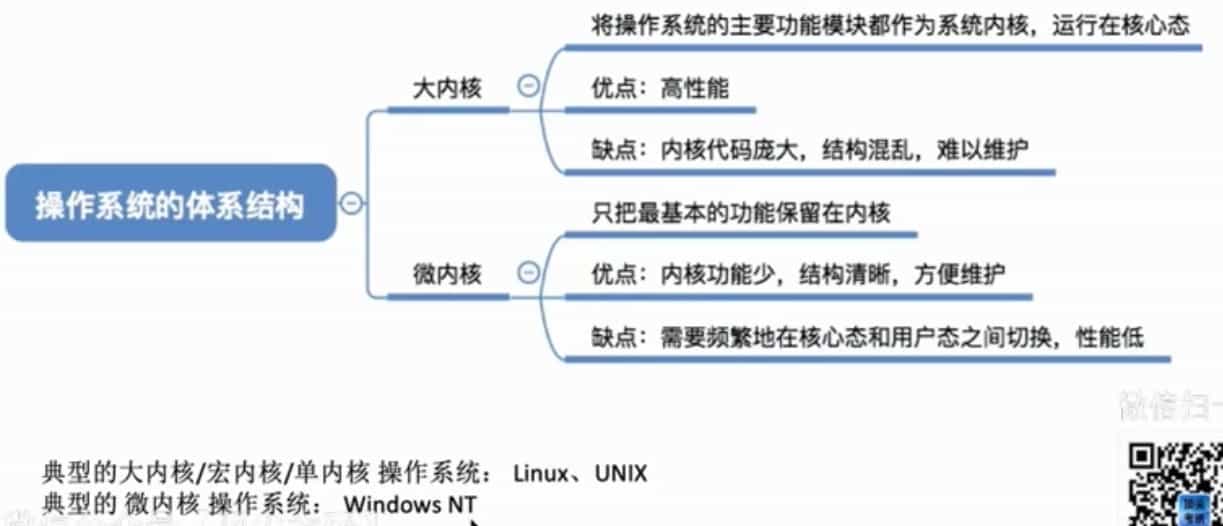 将操作系统的主要功能模块都作为系统内核，运行在核心态
大内核
优点：高性能
缺点：内核代码庞大，结构混乱，难以维护
操作系统的体系结构
只把最基本的功能保留在内核
微内核
优点：内核功能少，结构清晰，方便维护
缺点：需要频繁地在核心态和用户态之间切换，性能低
微信扫一
典型的大内核/宏内核/单内核 操作系统： Linux、UNIX
典型的 微内核 操作系统： Windows NT